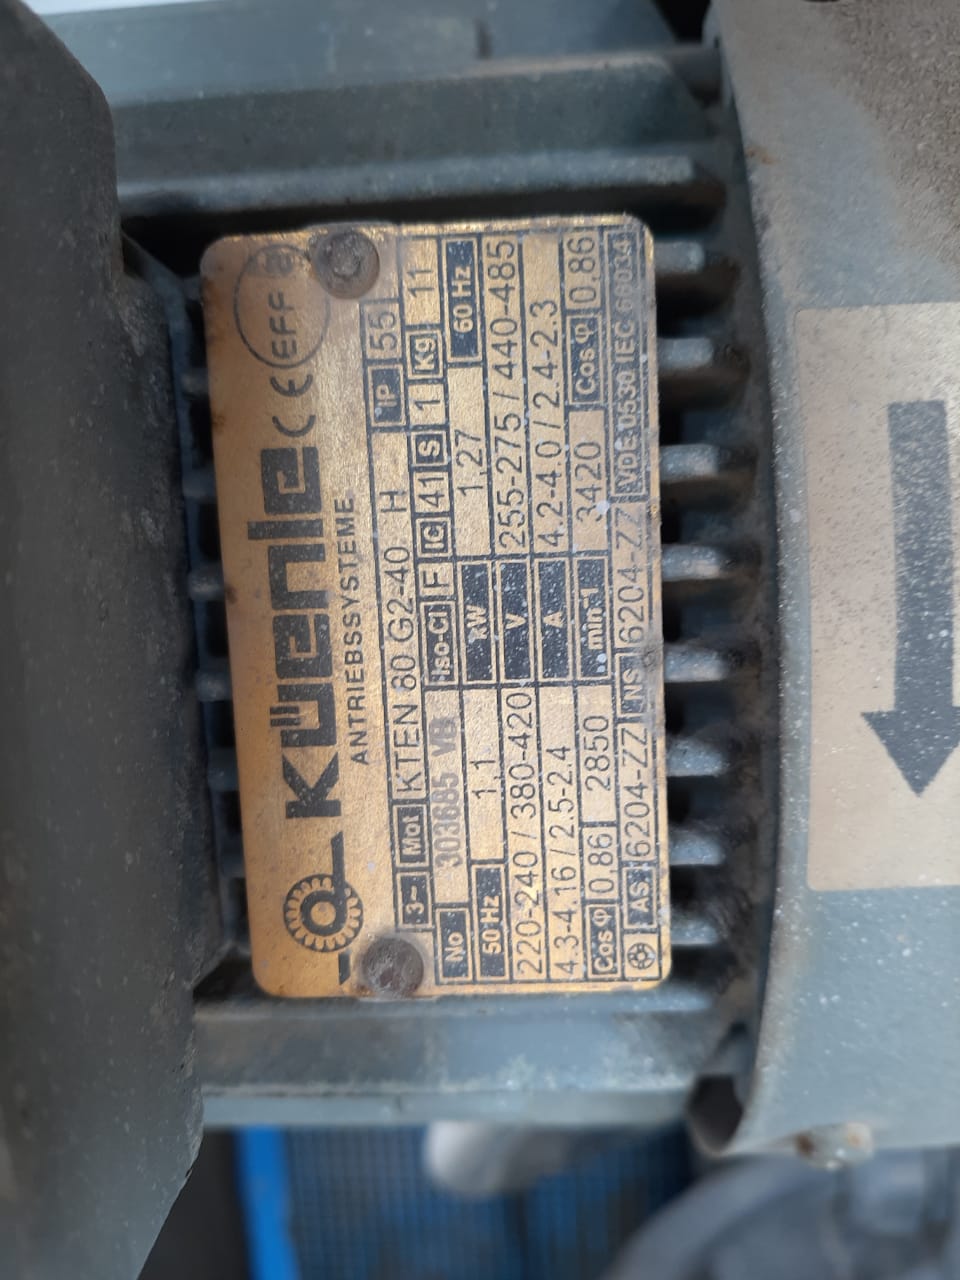 Küenle
CE EFF 2
ANTRIEBSSYSTEME
3~ Mot KTEN 80 G2-40 H IP 55
No 303685 Iso-Cl F IC 41 S 1 Kg 11
50 Hz 1,1 kW 1,27 60 Hz
220-240 / 380-420 V 255-275 / 440-485
4.3-4.16 / 2.5-2.4 A 4.2-4.0 / 2.4-2.3
Cos φ 0,86 2850 min-1 3420 Cos φ 0,86
AS 6204-ZZ NS 6204-ZZ VDE 0530 IEC 60034